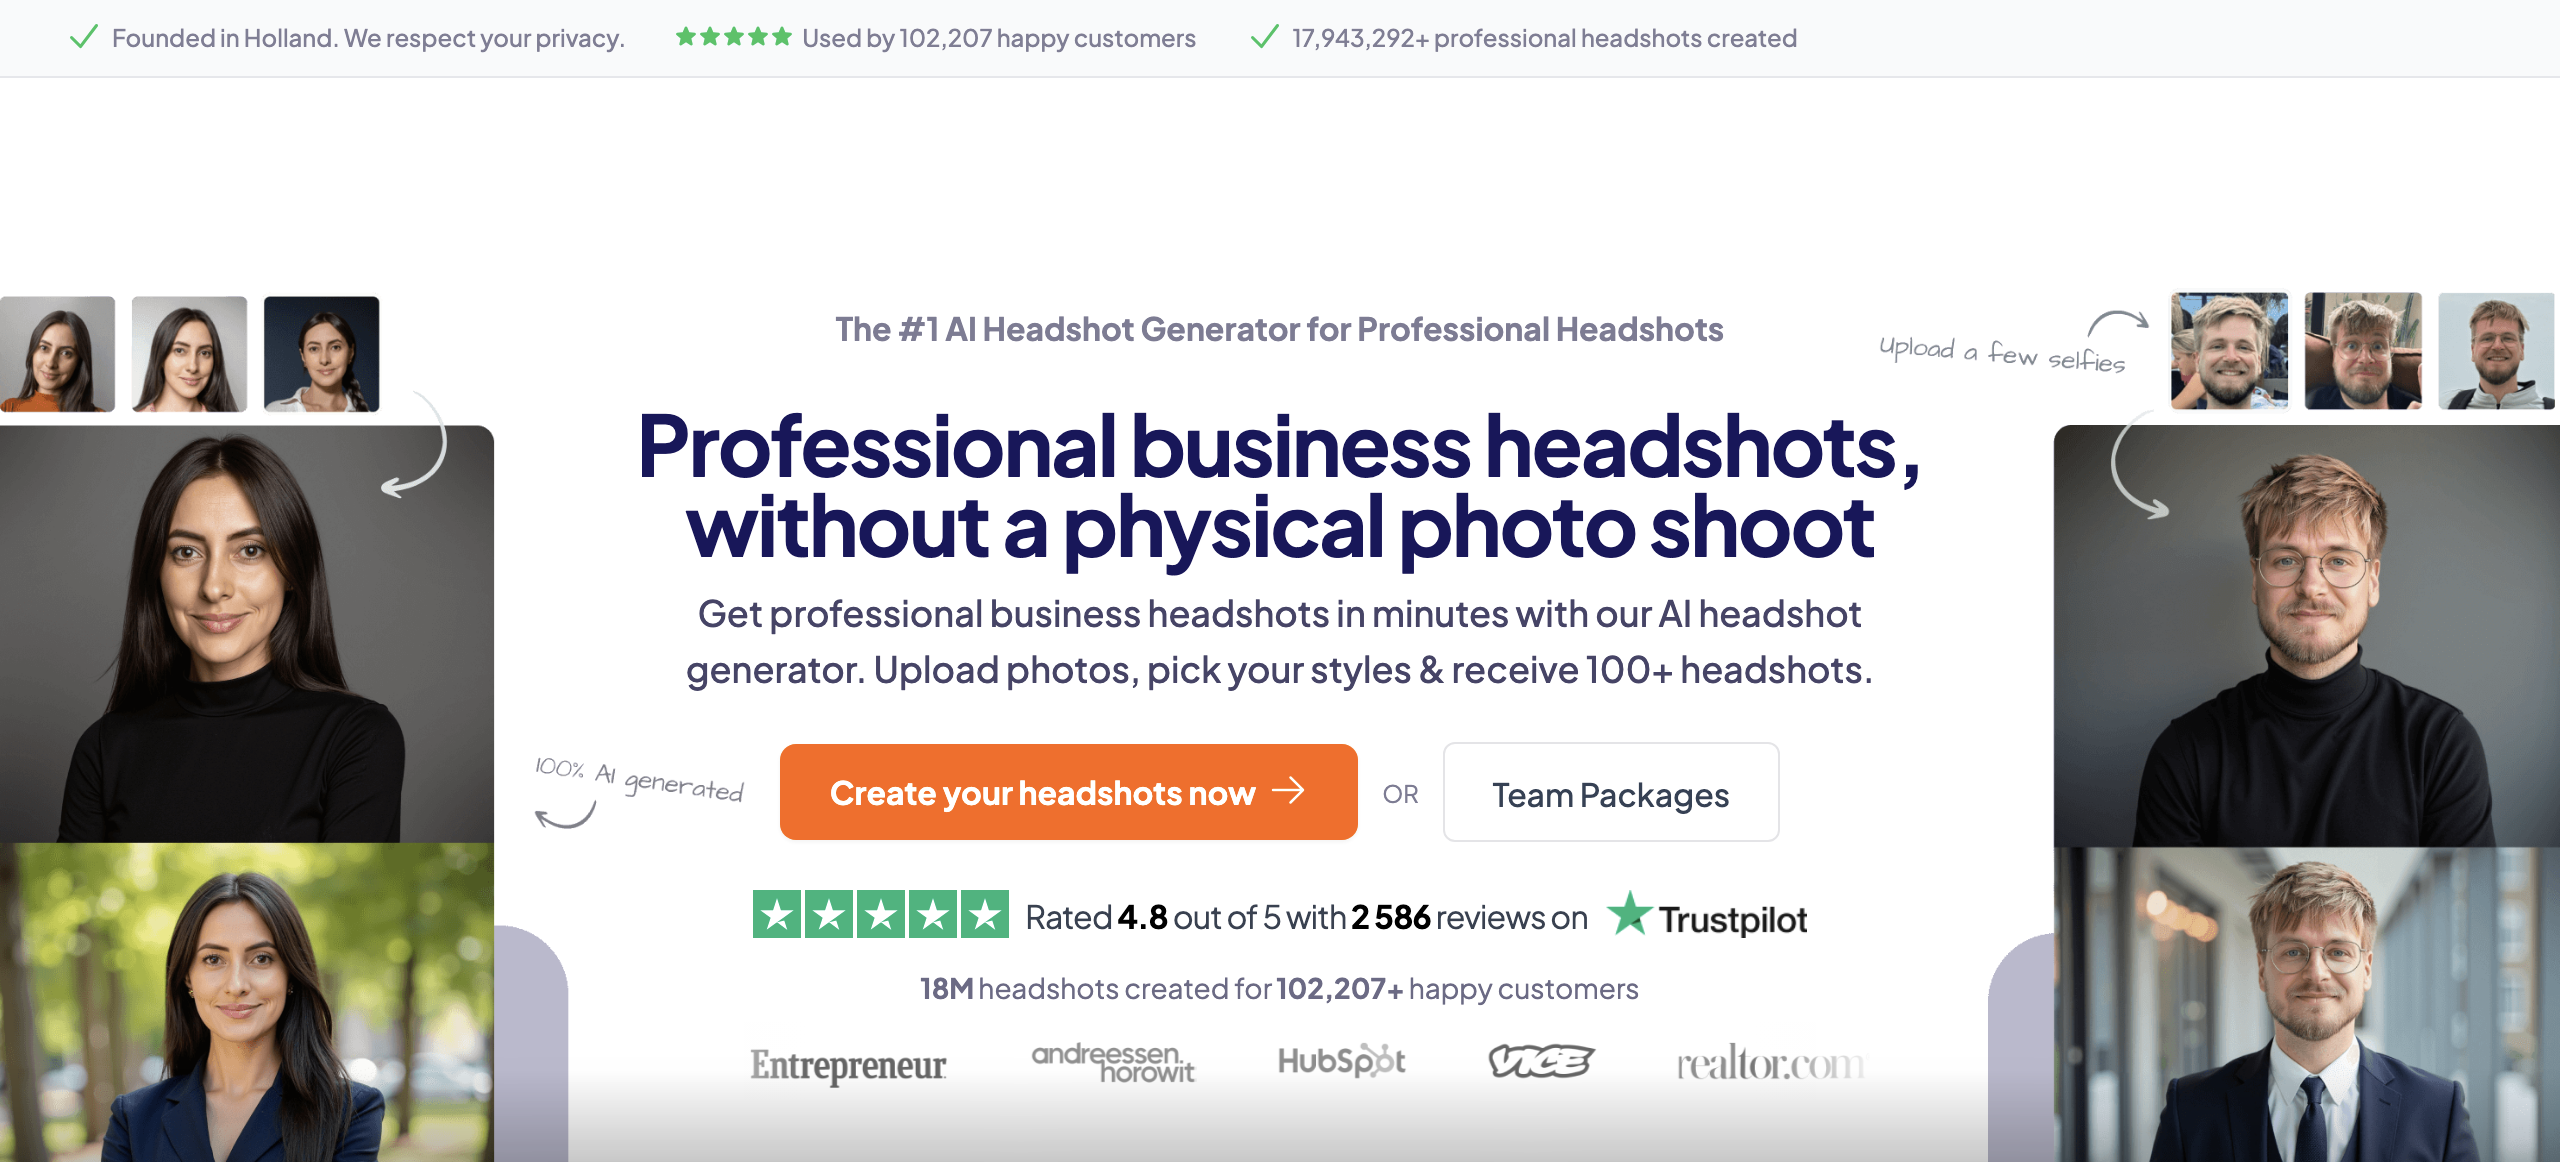 Founded in Holland. We respect your privacy.
Used by 102,207 happy customers
17,943,292+ professional headshots created
The #1 AI Headshot Generator for Professional Headshots
Upload a few selfies
Professional business headshots,
without a physical photo shoot
Get professional business headshots in minutes with our AI headshot
generator. Upload photos, pick your styles & receive 100+ headshots.
100% AI generated
Create your headshots now →
OR
Team Packages
Rated 4.8 out of 5 with 2 586 reviews on Trustpilot
18M headshots created for 102,207+ happy customers
Entrepreneur
andreessen.
horowit
HubSpot
VICE
realtor.com